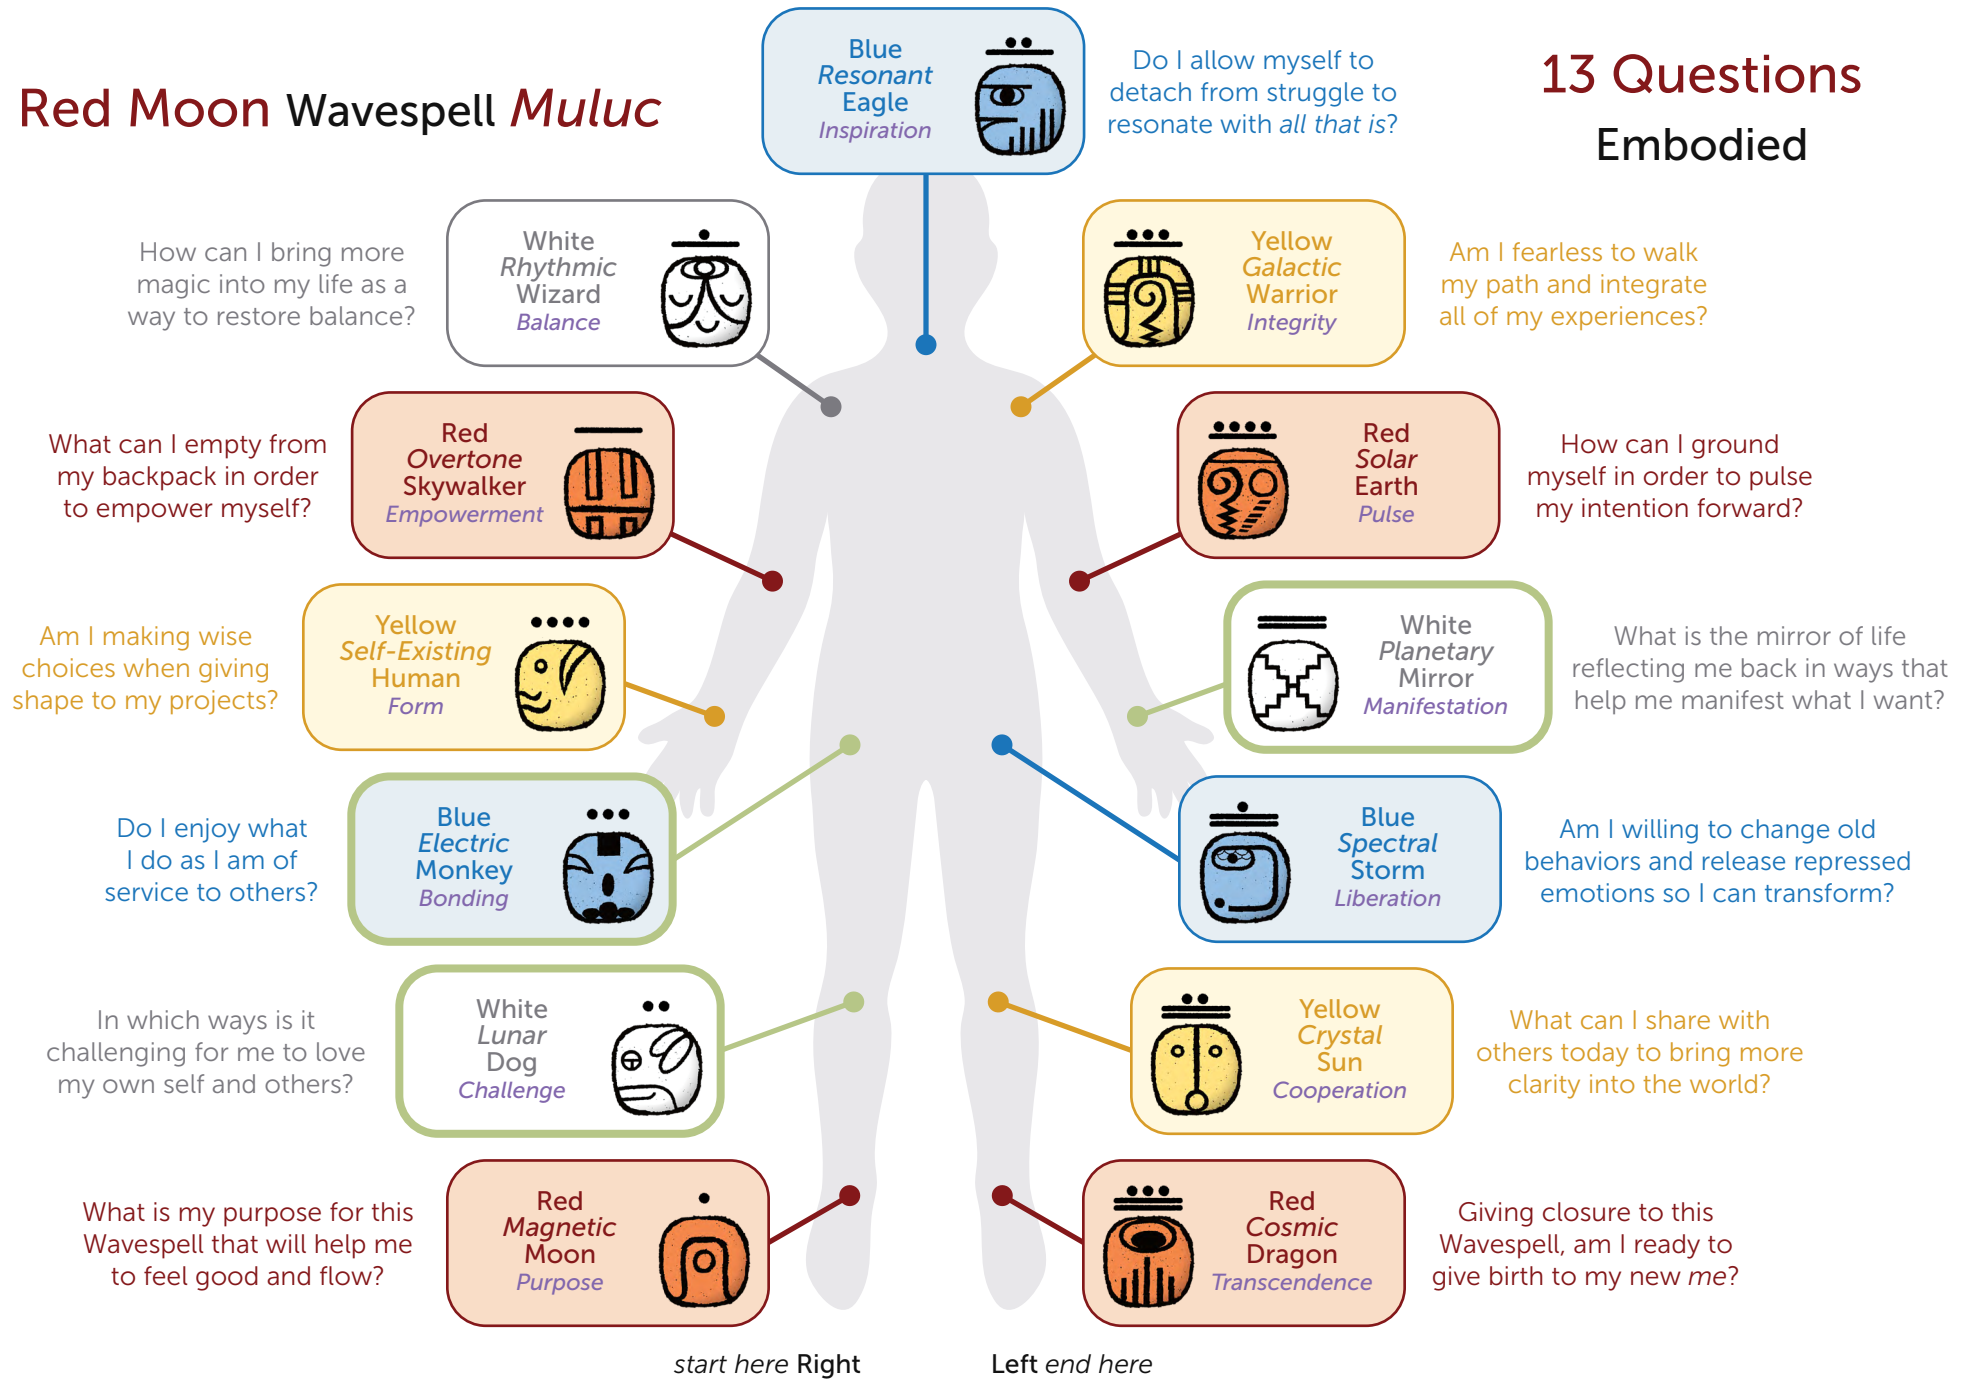 Red Moon Wavespell Muluc
13 Questions
Embodied
Blue
Resonant
Eagle
Inspiration
Do I allow myself to
detach from struggle to
resonate with all that is?
How can I bring more
magic into my life as a
way to restore balance?
White
Rhythmic
Wizard
Balance
Yellow
Galactic
Warrior
Integrity
Am I fearless to walk
my path and integrate
all of my experiences?
What can I empty from
my backpack in order
to empower myself?
Red
Overtone
Skywalker
Empowerment
Red
Solar
Earth
Pulse
How can I ground
myself in order to pulse
my intention forward?
Am I making wise
choices when giving
shape to my projects?
Yellow
Self-Existing
Human
Form
White
Planetary
Mirror
Manifestation
What is the mirror of life
reflecting me back in ways that
help me manifest what I want?
Do I enjoy what
I do as I am of
service to others?
Blue
Electric
Monkey
Bonding
Blue
Spectral
Storm
Liberation
Am I willing to change old
behaviors and release repressed
emotions so I can transform?
In which ways is it
challenging for me to love
my own self and others?
White
Lunar
Dog
Challenge
Yellow
Crystal
Sun
Cooperation
What can I share with
others today to bring more
clarity into the world?
What is my purpose for this
Wavespell that will help me
to feel good and flow?
Red
Magnetic
Moon
Purpose
Red
Cosmic
Dragon
Transcendence
Giving closure to this
Wavespell, am I ready to
give birth to my new me?
start here Right
Left end here